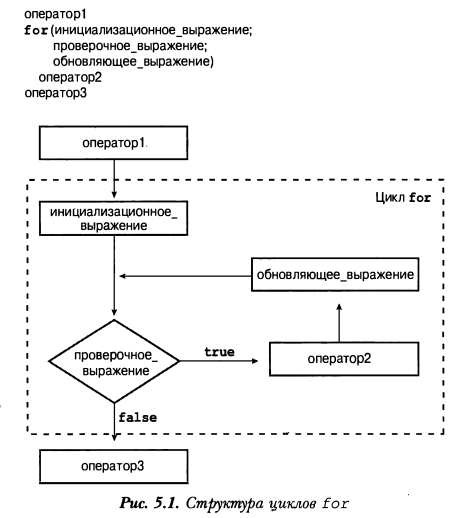 оператор1
for(инициализационное_выражение;
проверочное_выражение;
обновляющее_выражение)
оператор2
оператор3
оператор1.
Цикл for
инициализационное_
выражение
обновляющее_выражение
проверочное_
выражение
true
оператор2
false
оператор3
Рис. 5.1. Структура циклов for